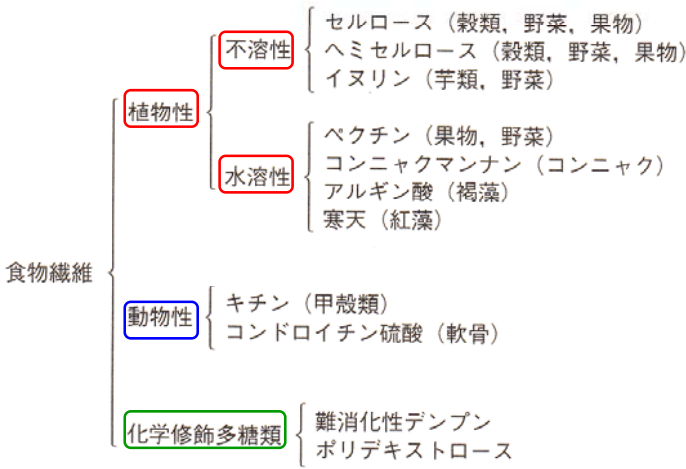 不溶性
セルロース（穀類，野菜，果物）
ヘミセルロース（穀類，野菜，果物）
イヌリン（芋類，野菜）
植物性
水溶性
ペクチン（果物，野菜）
コンニャクマンナン（コンニャク）
アルギン酸（褐藻）
寒天（紅藻）
食物繊維
動物性
キチン（甲殻類）
コンドロイチン硫酸（軟骨）
化学修飾多糖類
難消化性デンプン
ポリデキストロース